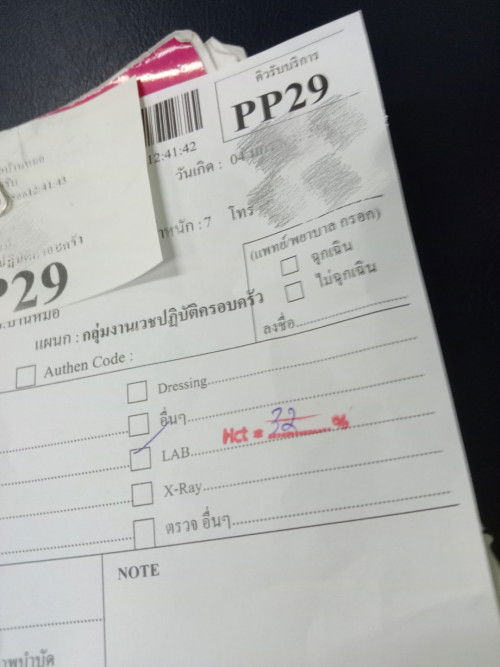 คิวรับบริการ
PP29
12:41:42
วันเกิด : 04
12:41:43
หนัก : 7 โทร
29
(แพทย์/พยาบาล กรอก)
ฉุกเฉิน
ไม่ฉุกเฉิน
ลงชื่อ
แผนก : กลุ่มงานเวชปฏิบัติครอบครัว
Authen Code :
Dressing
อื่นๆ
Hct = 32 %
LAB
X-Ray
ตรวจ อื่นๆ
NOTE